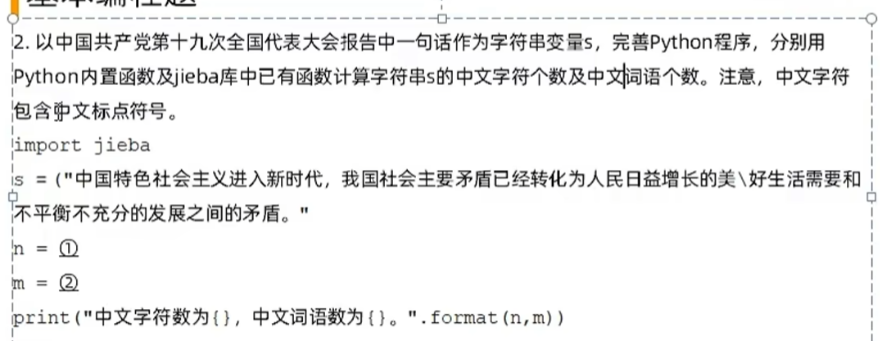 2. 以中国共产党第十九次全国代表大会报告中一句话作为字符串变量s，完善Python程序，分别用
Python内置函数及jieba库中已有函数计算字符串s的中文字符个数及中文词语个数。注意，中文字符
包含中文标点符号。
import jieba
s = ("中国特色社会主义进入新时代，我国社会主要矛盾已经转化为人民日益增长的美\好生活需要和
不平衡不充分的发展之间的矛盾。"
n = ①
m = ②
print("中文字符数为{}，中文词语数为{}。".format(n,m))